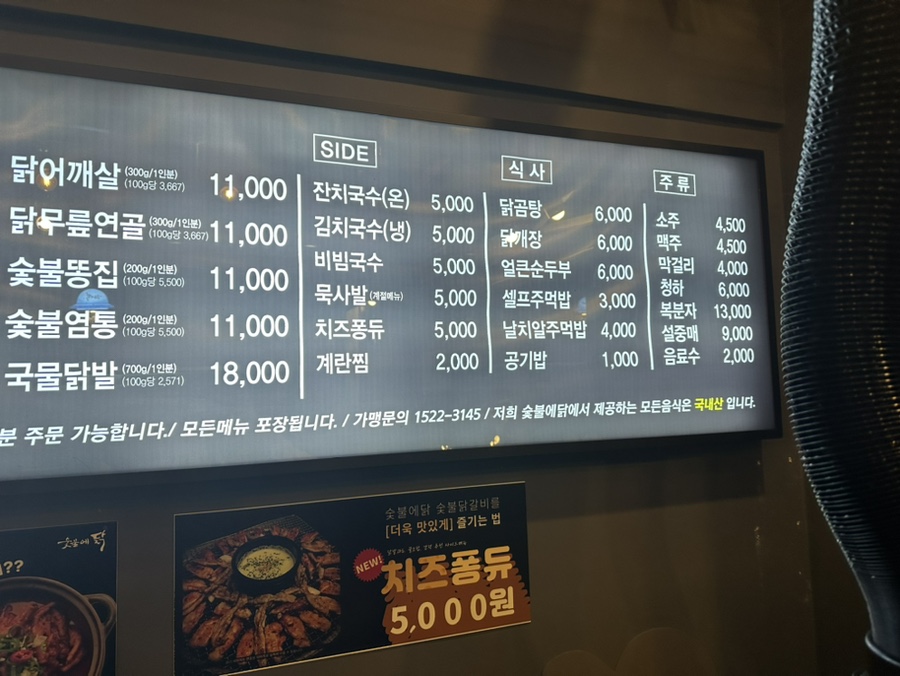 닭어깨살 (300g/1인분) (100g당 3,667) 11,000
닭무릎연골 (300g/1인분) (100g당 3,667) 11,000
숯불똥집 (200g/1인분) (100g당 5,500) 11,000
숯불염통 (200g/1인분) (100g당 5,500) 11,000
국물닭발 (700g/1인분) (100g당 2,571) 18,000
SIDE
잔치국수(온) 5,000
김치국수(냉) 5,000
비빔국수 5,000
묵사발(계절메뉴) 5,000
치즈퐁듀 5,000
계란찜 2,000
식사
닭곰탕 6,000
닭개장 6,000
얼큰순두부 6,000
셀프주먹밥 3,000
날치알주먹밥 4,000
공기밥 1,000
주류
소주 4,500
맥주 4,500
막걸리 4,000
청하 6,000
복분자 13,000
설중매 9,000
음료수 2,000
분 주문 가능합니다./ 모든메뉴 포장됩니다. / 가맹문의 1522-3145 / 저희 숯불에닭에서 제공하는 모든음식은 국내산 입니다.
숯불에닭
??
숯불에닭 숯불닭갈비를
[더욱 맛있게] 즐기는 법
NEW!
치즈퐁듀
5,000원